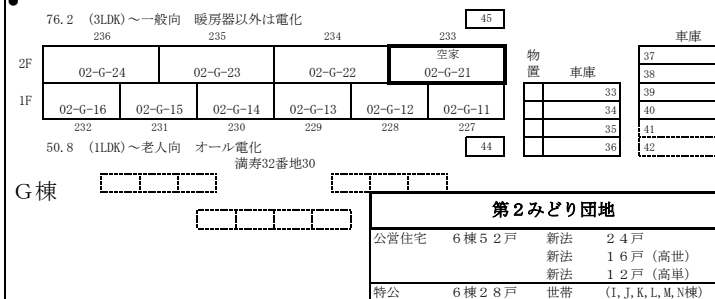 76.2 (3LDK)～一般向 暖房器以外は電化 45
236 235 234 233 車庫
2F 02-G-24 02-G-23 02-G-22 空家 02-G-21 物置 車庫 37
38
1F 02-G-16 02-G-15 02-G-14 02-G-13 02-G-12 02-G-11 33 39
34 40
232 231 230 229 228 227 35 41
50.8 (1LDK)～老人向 オール電化 44 36 42
満寿32番地30
G棟
第２みどり団地
公営住宅 ６棟５２戸 新法 ２４戸
新法 １６戸（高世）
新法 １２戸（高単）
特公 ６棟２８戸 世帯 (I,J,K,L,M,N棟)